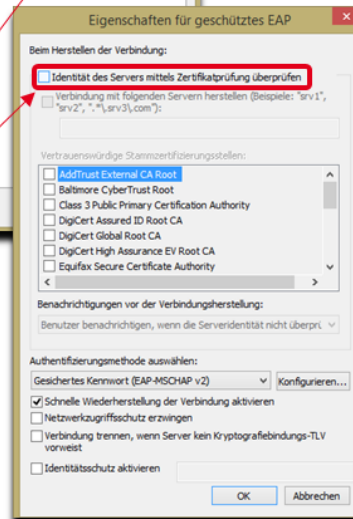 Eigenschaften für geschütztes EAP
Beim Herstellen der Verbindung:
Identität des Servers mittels Zertifikatprüfung überprüfen
Verbindung mit folgenden Servern herstellen (Beispiele: "srv1",
"srv2", ".*\.srv3\.com"):
Vertrauenswürdige Stammzertifizierungsstellen:
AddTrust External CA Root
Baltimore CyberTrust Root
Class 3 Public Primary Certification Authority
DigiCert Assured ID Root CA
DigiCert Global Root CA
DigiCert High Assurance EV Root CA
Equifax Secure Certificate Authority
Benachrichtigungen vor der Verbindungsherstellung:
Benutzer benachrichtigen, wenn die Serveridentität nicht überprü
Authentifizierungsmethode auswählen:
Gesichertes Kennwort (EAP-MSCHAP v2)
Konfigurieren...
Schnelle Wiederherstellung der Verbindung aktivieren
Netzwerkzugriffsschutz erzwingen
Verbindung trennen, wenn Server kein Kryptografiebindungs-TLV
vorweist
Identitätsschutz aktivieren
OK
Abbrechen